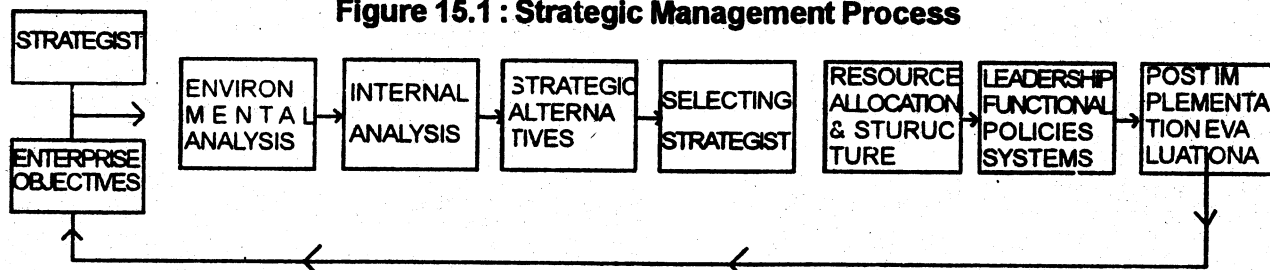 Figure 15.1 : Strategic Management Process
STRATEGIST
ENTERPRISE
OBJECTIVES
ENVIRON
MENTAL
ANALYSIS
INTERNAL
ANALYSIS
STRATEGIC
ALTERNA
TIVES
SELECTING
STRATEGIST
RESOURCE
ALLOCATION
& STURUC
TURE
LEADERSHIP
FUNCTIONAL
POLICIES
SYSTEMS
POST IM
PLEMENTA
TION EVA
LUATIONA